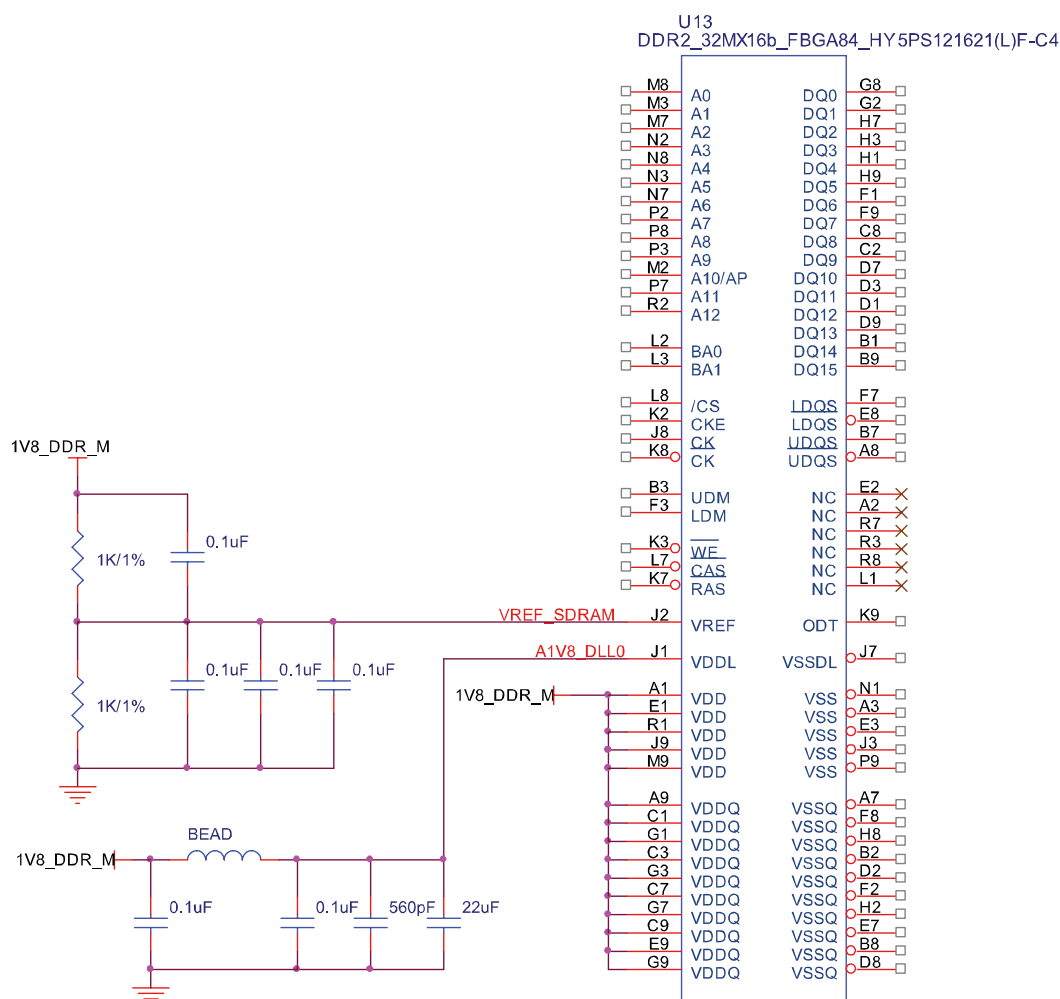 U13
DDR2_32MX16b_FBGA84_HY5PS121621(L)F-C4
M8 A0 DQ0 G8
M3 A1 DQ1 G2
M7 A2 DQ2 H7
N2 A3 DQ3 H3
N8 A4 DQ4 H1
N3 A5 DQ5 H9
N7 A6 DQ6 F1
P2 A7 DQ7 F9
P8 A8 DQ8 C8
P3 A9 DQ9 C2
M2 A10/AP DQ10 D7
P7 A11 DQ11 D3
R2 A12 DQ12 D1
DQ13 D9
L2 BA0 DQ14 B1
L3 BA1 DQ15 B9
L8 /CS LDQS F7
K2 CKE LDQS E8
J8 CK UDQS B7
K8 CK UDQS A8
B3 UDM NC E2
F3 LDM NC A2
NC R7
K3 WE NC R3
L7 CAS NC R8
K7 RAS NC L1
VREF_SDRAM J2 VREF ODT K9
A1V8_DLL0 J1 VDDL VSSDL J7
1V8_DDR_M A1 VDD VSS N1
E1 VDD VSS A3
R1 VDD VSS E3
J9 VDD VSS J3
M9 VDD VSS P9
A9 VDDQ VSSQ A7
C1 VDDQ VSSQ F8
G1 VDDQ VSSQ H8
C3 VDDQ VSSQ B2
G3 VDDQ VSSQ D2
C7 VDDQ VSSQ F2
G7 VDDQ VSSQ H2
C9 VDDQ VSSQ E7
E9 VDDQ VSSQ B8
G9 VDDQ VSSQ D8
1V8_DDR_M
0.1uF
1K/1%
0.1uF 0.1uF 0.1uF
1K/1%
BEAD
1V8_DDR_M
0.1uF 0.1uF 560pF 22uF